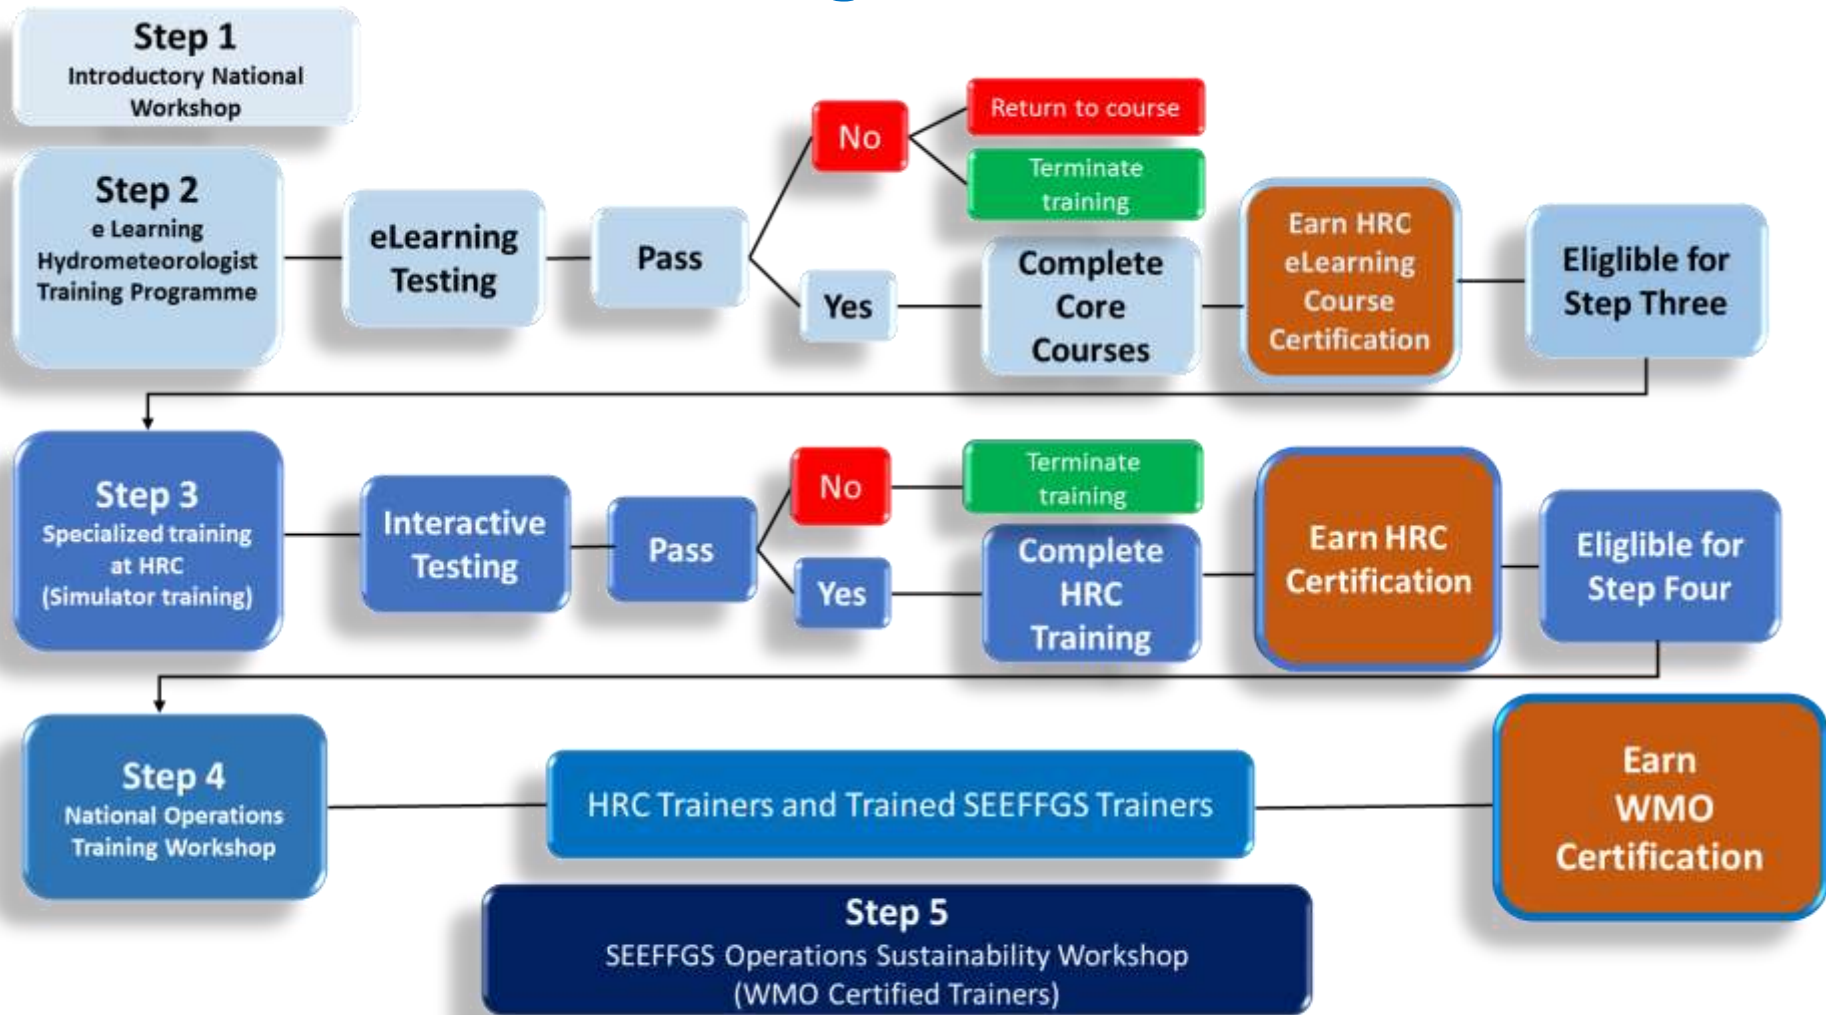 Step 1
Introductory National
Workshop
No
Return to course
Terminate
training
Step 2
e Learning
Hydrometeorologist
Training Programme
eLearning
Testing
Pass
Yes
Complete
Core
Courses
Earn HRC
eLearning
Course
Certification
Eliglible for
Step Three
Step 3
Specialized training
at HRC
(Simulator training)
Interactive
Testing
Pass
No
Terminate
training
Yes
Complete
HRC
Training
Earn HRC
Certification
Eliglible for
Step Four
Step 4
National Operations
Training Workshop
HRC Trainers and Trained SEEFFGS Trainers
Earn
WMO
Certification
Step 5
SEEFFGS Operations Sustainability Workshop
(WMO Certified Trainers)